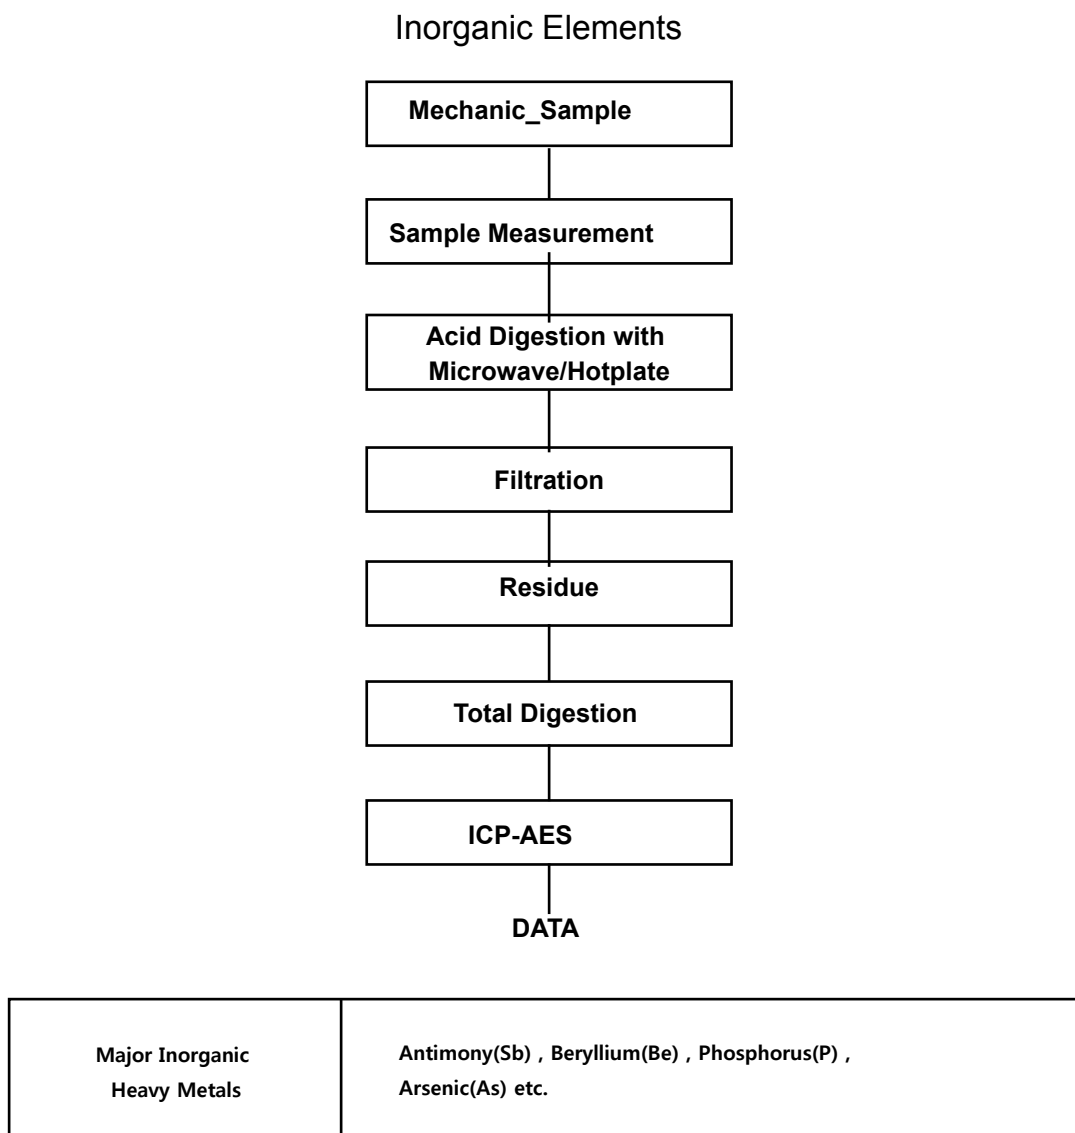 Inorganic Elements
Mechanic_Sample
Sample Measurement
Acid Digestion with
Microwave/Hotplate
Filtration
Residue
Total Digestion
ICP-AES
DATA
Major Inorganic
Heavy Metals
Antimony(Sb) , Beryllium(Be) , Phosphorus(P) ,
Arsenic(As) etc.